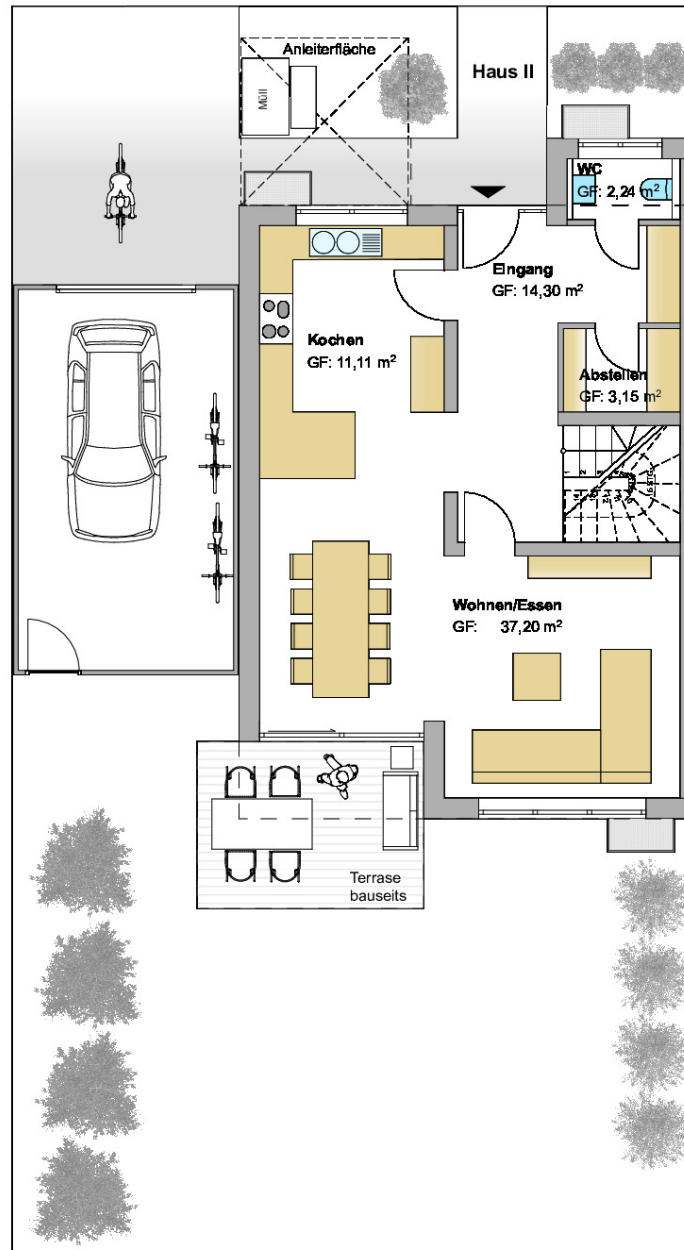 Anleiterfläche
Müll
Haus II
WC
GF: 2,24 m²
Eingang
GF: 14,30 m²
Kochen
GF: 11,11 m²
Abstellen
GF: 3,15 m²
Wohnen/Essen
GF: 37,20 m²
Terrase
bauseits